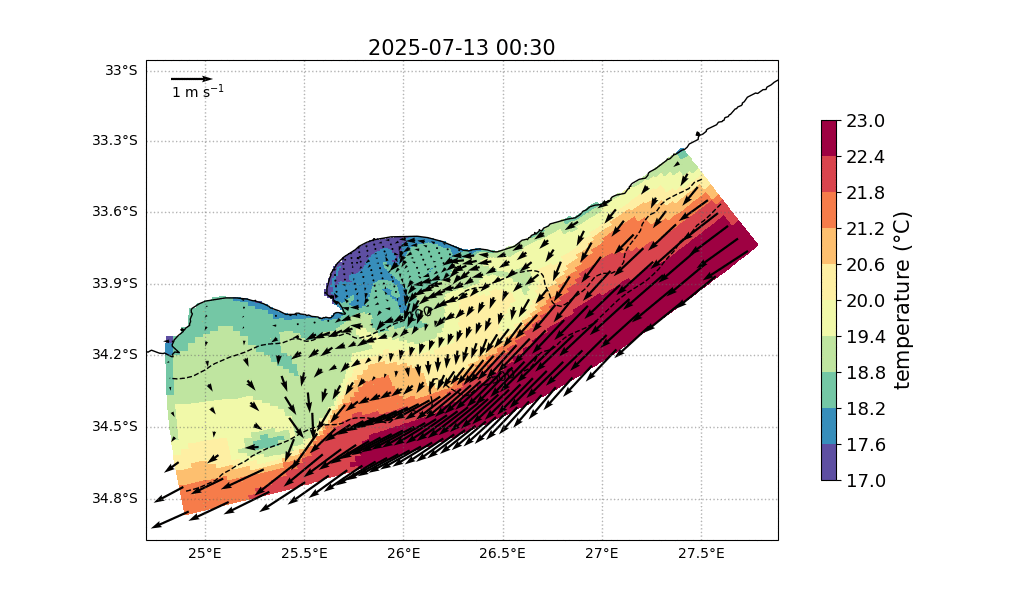 2025-07-13 00:30
1 m s⁻¹
33°S
33.3°S
33.6°S
33.9°S
34.2°S
34.5°S
34.8°S
25°E
25.5°E
26°E
26.5°E
27°E
27.5°E
23.0
22.4
21.8
21.2
20.6
20.0
19.4
18.8
18.2
17.6
17.0
temperature (°C)